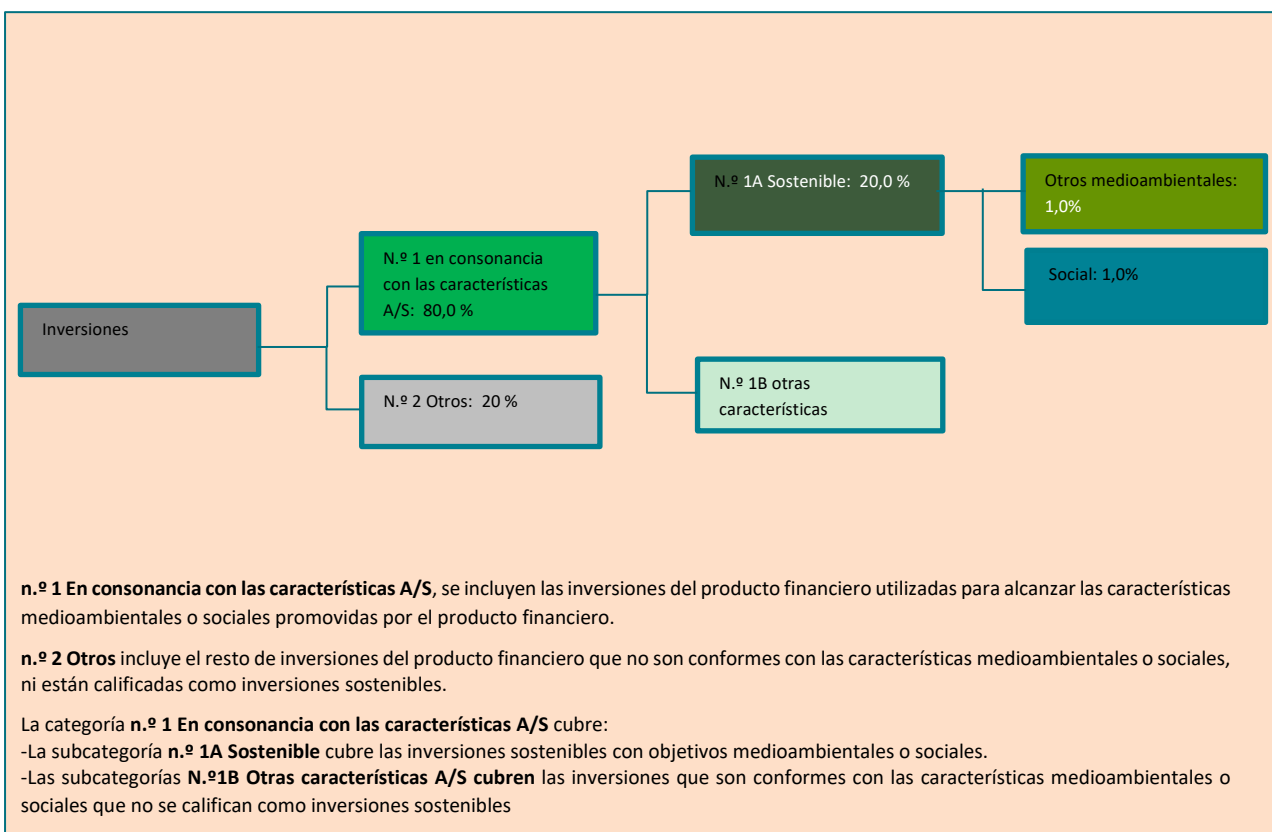 Inversiones
N.º 1 en consonancia
con las características
A/S: 80,0 %
N.º 2 Otros: 20 %
N.º 1A Sostenible: 20,0 %
N.º 1B otras
características
Otros medioambientales:
1,0%
Social: 1,0%
n.º 1 En consonancia con las características A/S, se incluyen las inversiones del producto financiero utilizadas para alcanzar las características
medioambientales o sociales promovidas por el producto financiero.
n.º 2 Otros incluye el resto de inversiones del producto financiero que no son conformes con las características medioambientales o sociales,
ni están calificadas como inversiones sostenibles.
La categoría n.º 1 En consonancia con las características A/S cubre:
-La subcategoría n.º 1A Sostenible cubre las inversiones sostenibles con objetivos medioambientales o sociales.
-Las subcategorías N.º1B Otras características A/S cubren las inversiones que son conformes con las características medioambientales o
sociales que no se califican como inversiones sostenibles